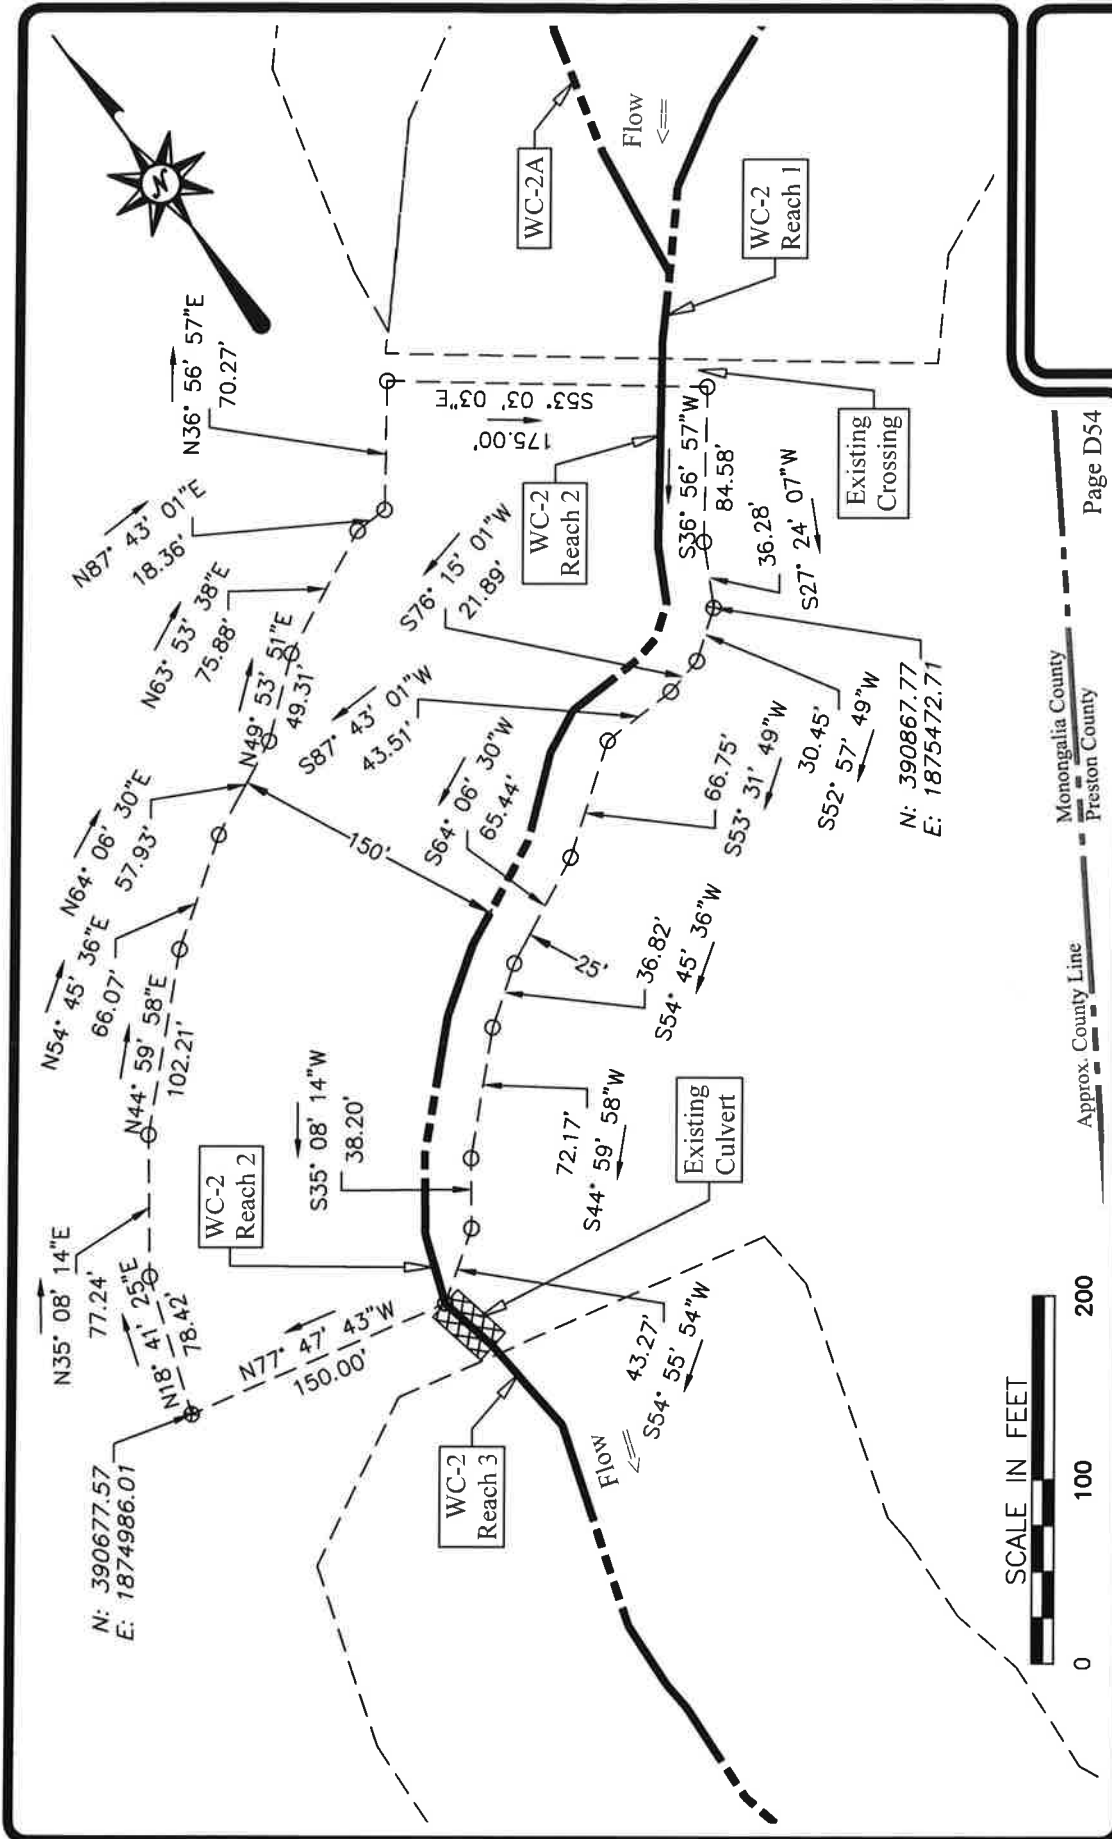 N: 390677.57
E: 1874986.01
N35° 08' 14"E
77.24'
N18° 41' 25"E
78.42'
N77° 47' 43"W
150.00'
N44° 59' 58"E
102.21'
N54° 45' 36"E
66.07'
N64° 06' 30"E
57.93'
N49° 53' 51"E
49.31'
N63° 53' 38"E
75.88'
N87° 43' 01"E
18.36'
N36° 56' 57"E
70.27'
N
WC-2A
Flow
<==
WC-2
Reach 1
S53° 03' 03"E
175.00'
WC-2
Reach 2
S36° 56' 57"W
84.58'
Existing
Crossing
36.28'
S27° 24' 07"W
S76° 15' 01"W
21.89'
S87° 43' 01"W
43.51'
150'
S64° 06' 30"W
65.44'
N: 390867.77
E: 1875472.71
30.45'
S52° 57' 49"W
66.75'
S53° 31' 49"W
25'
36.82'
S54° 45' 36"W
72.17'
S44° 59' 58"W
S35° 08' 14"W
38.20'
WC-2
Reach 2
Existing
Culvert
43.27'
S54° 55' 54"W
WC-2
Reach 3
Flow
<==
SCALE IN FEET
0 100 200
Approx. County Line
Monongalia County
Preston County
Page D54